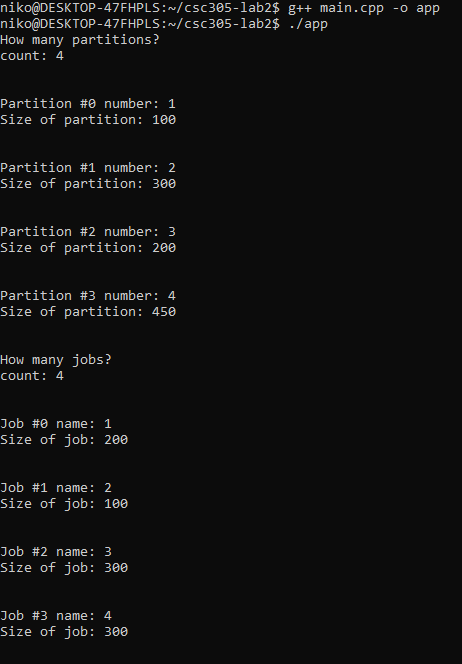 niko@DESKTOP-47FHPLS:~/csc305-lab2$ g++ main.cpp -o app
niko@DESKTOP-47FHPLS:~/csc305-lab2$ ./app
How many partitions?
count: 4
Partition #0 number: 1
Size of partition: 100
Partition #1 number: 2
Size of partition: 300
Partition #2 number: 3
Size of partition: 200
Partition #3 number: 4
Size of partition: 450
How many jobs?
count: 4
Job #0 name: 1
Size of job: 200
Job #1 name: 2
Size of job: 100
Job #2 name: 3
Size of job: 300
Job #3 name: 4
Size of job: 300